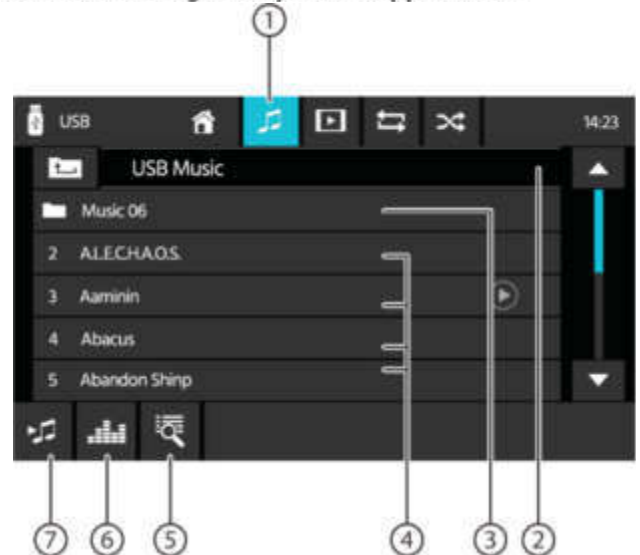 1
USB
14:23
USB Music
Music 06
2 A.L.E.C.H.A.O.S.
3 Aaminin
4 Abacus
5 Abandon Shinp
7 6 5 4 3 2